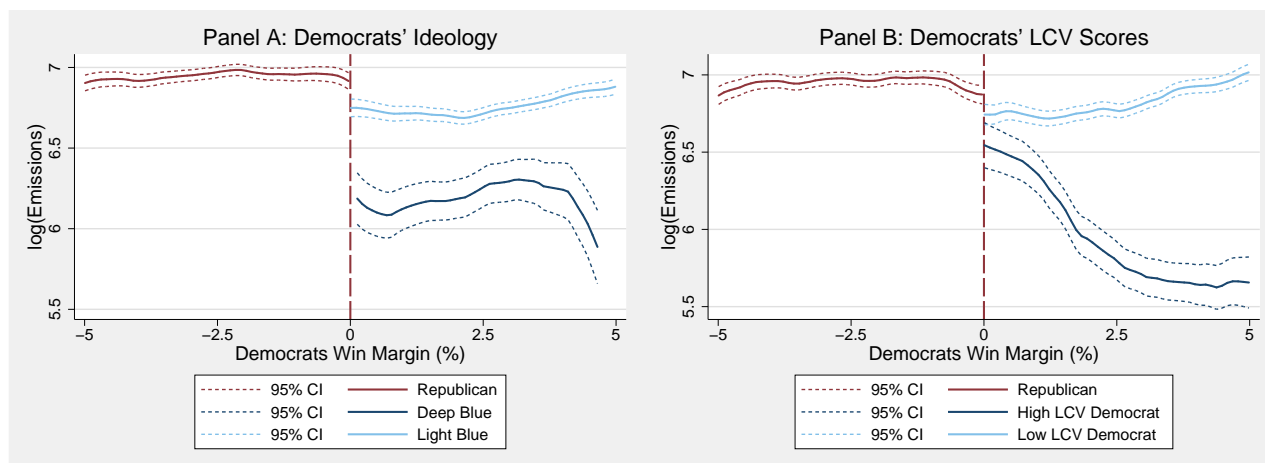 Panel A: Democrats' Ideology
log(Emissions)
7
6.5
6
5.5
−5
−2.5
0
2.5
5
Democrats Win Margin (%)
95% CI
Republican
95% CI
Deep Blue
95% CI
Light Blue
Panel B: Democrats' LCV Scores
log(Emissions)
7
6.5
6
5.5
−5
−2.5
0
2.5
5
Democrats Win Margin (%)
95% CI
Republican
95% CI
High LCV Democrat
95% CI
Low LCV Democrat